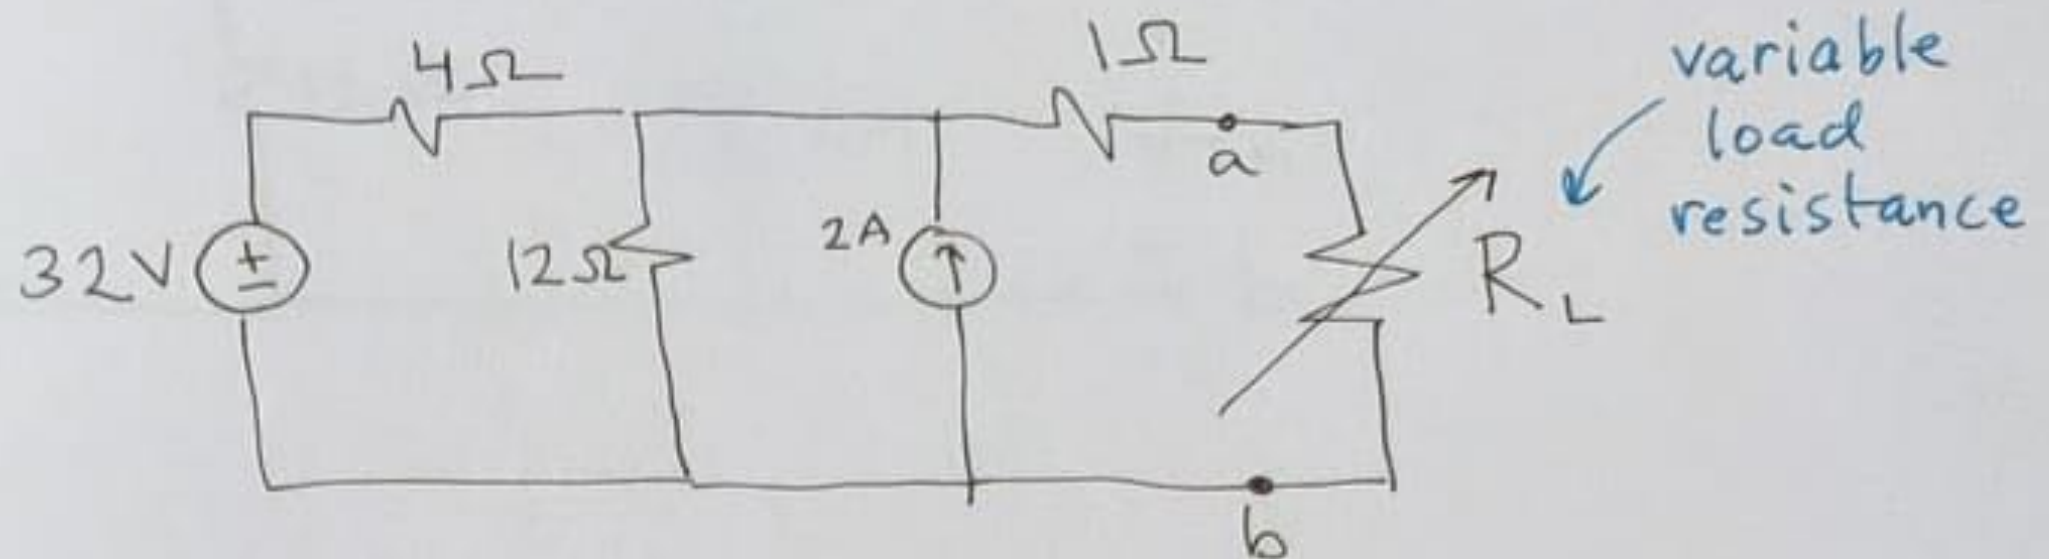 4Ω
1Ω
variable
load
resistance
a
32V
+
−
12Ω
2A
R_L
b